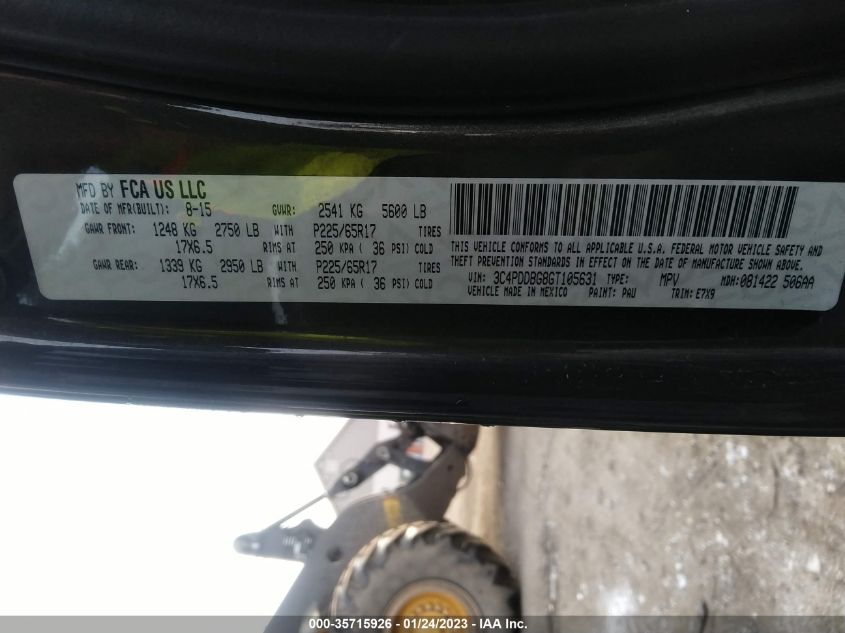 MFD BY FCA US LLC
DATE OF MFR(BUILT): 8-15 GVWR: 2541 KG 5600 LB
GAWR FRONT: 1248 KG 2750 LB WITH P225/65R17 TIRES
17X6.5 RIMS AT 250 KPA ( 36 PSI) COLD
GAWR REAR: 1339 KG 2950 LB WITH P225/65R17 TIRES
17X6.5 RIMS AT 250 KPA ( 36 PSI) COLD
THIS VEHICLE CONFORMS TO ALL APPLICABLE U.S.A. FEDERAL MOTOR VEHICLE SAFETY AND
THEFT PREVENTION STANDARDS IN EFFECT ON THE DATE OF MANUFACTURE SHOWN ABOVE.
VIN: 3C4PDDBG8GT105631 TYPE: MPV MDH: 081422 506AA
VEHICLE MADE IN MEXICO PAINT: PAU TRIM: E7X9
000-35715926 - 01/24/2023 - IAA Inc.